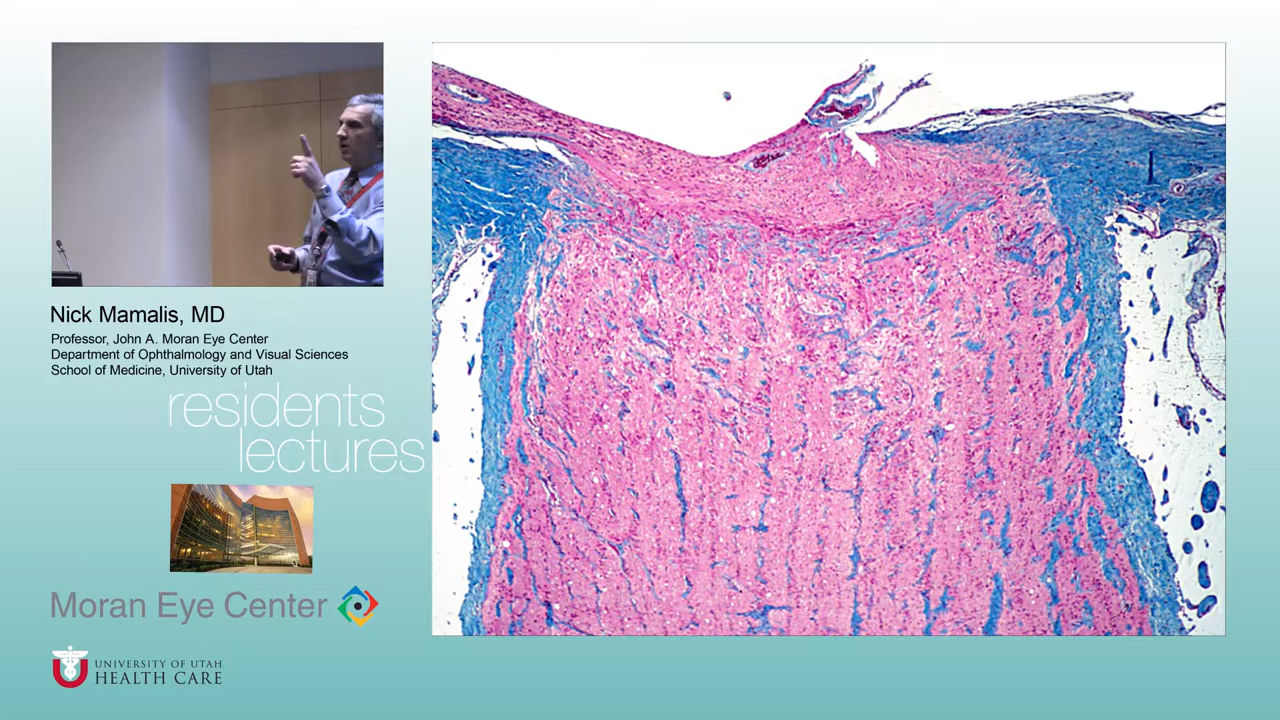 Nick Mamalis, MD
Professor, John A. Moran Eye Center
Department of Ophthalmology and Visual Sciences
School of Medicine, University of Utah
residents
lectures
Moran Eye Center
UNIVERSITY OF UTAH
HEALTH CARE